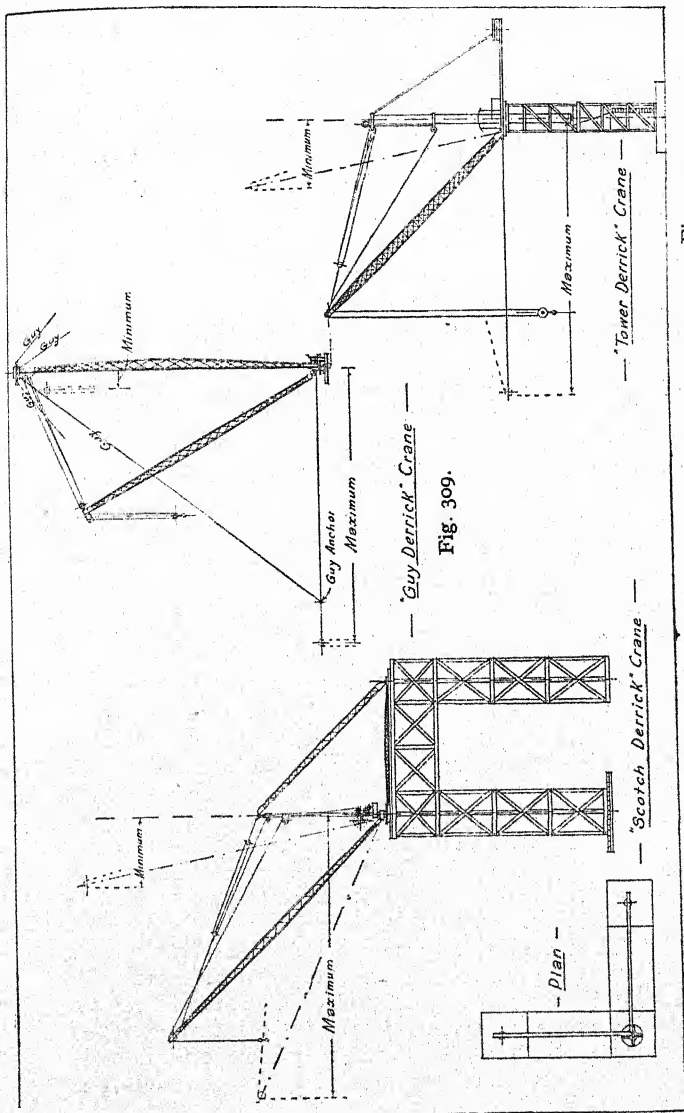 Minimum
Maximum
— Plan —
— "Scotch Derrick" Crane —
Guy
Guy
Guy
Guy
Minimum
Guy Anchor
Maximum
— "Guy Derrick" Crane —
Fig. 309.
Minimum
Maximum
— "Tower Derrick" Crane —